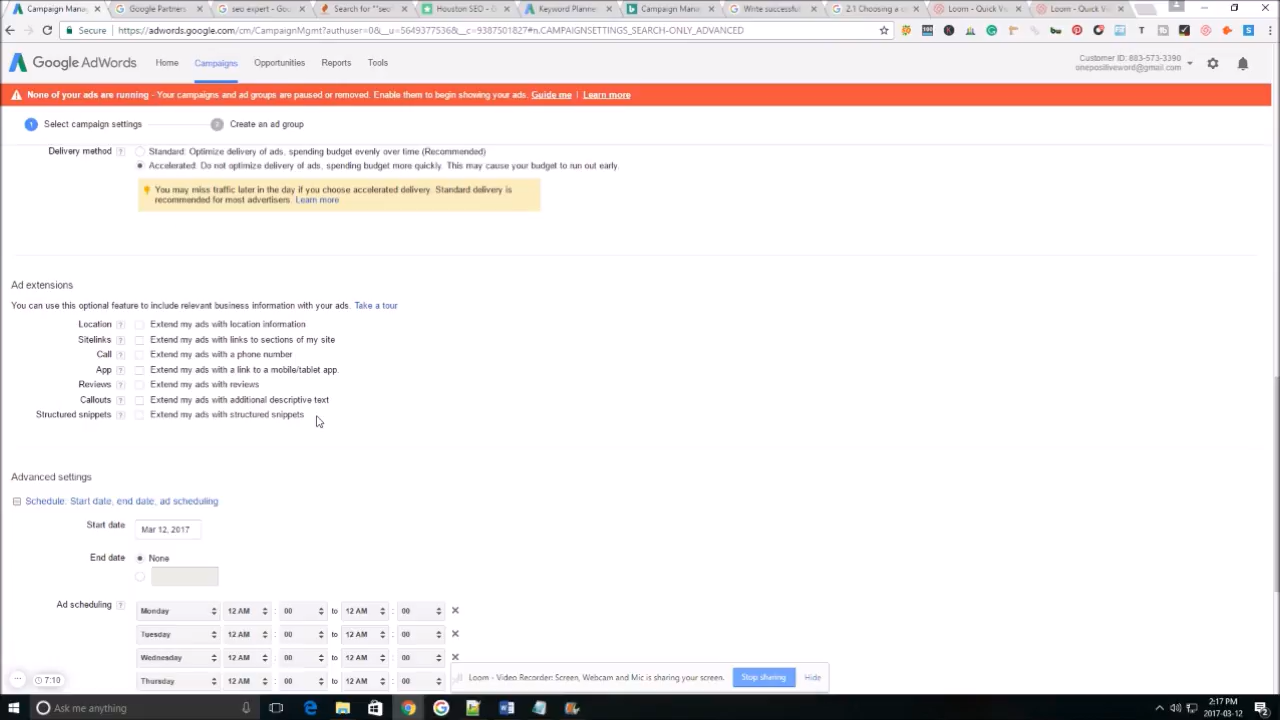 Campaign Mana
Google Partners
seo expert - Goo
Search for ""seo
Houston SEO - G
Keyword Planne
Campaign Mana
Write successful
2.1 Choosing a c
Loom - Quick V
Loom - Quick V
Secure https://adwords.google.com/cm/CampaignMgmt?authuser=0&__u=5649377536&__c=9387501827#n.CAMPAIGNSETTINGS_SEARCH-ONLY_ADVANCED
Google AdWords
Home
Campaigns
Opportunities
Reports
Tools
Customer ID: 883-573-3390
onepositiveword@gmail.com
None of your ads are running - Your campaigns and ad groups are paused or removed. Enable them to begin showing your ads. Guide me | Learn more
1 Select campaign settings
2 Create an ad group
Delivery method ? Standard: Optimize delivery of ads, spending budget evenly over time (Recommended)
Accelerated: Do not optimize delivery of ads, spending budget more quickly. This may cause your budget to run out early.
You may miss traffic later in the day if you choose accelerated delivery. Standard delivery is
recommended for most advertisers. Learn more
Ad extensions
You can use this optional feature to include relevant business information with your ads. Take a tour
Location ? Extend my ads with location information
Sitelinks ? Extend my ads with links to sections of my site
Call ? Extend my ads with a phone number
App ? Extend my ads with a link to a mobile/tablet app.
Reviews ? Extend my ads with reviews
Callouts ? Extend my ads with additional descriptive text
Structured snippets ? Extend my ads with structured snippets
Advanced settings
Schedule: Start date, end date, ad scheduling
Start date Mar 12, 2017
End date None
Ad scheduling ? Monday 12 AM : 00 to 12 AM : 00
Tuesday 12 AM : 00 to 12 AM : 00
Wednesday 12 AM : 00 to 12 AM : 00
Thursday 12 AM : 00 to 12 AM : 00
7:10
Loom - Video Recorder: Screen, Webcam and Mic is sharing your screen. Stop sharing Hide
Ask me anything
2:17 PM
2017-03-12